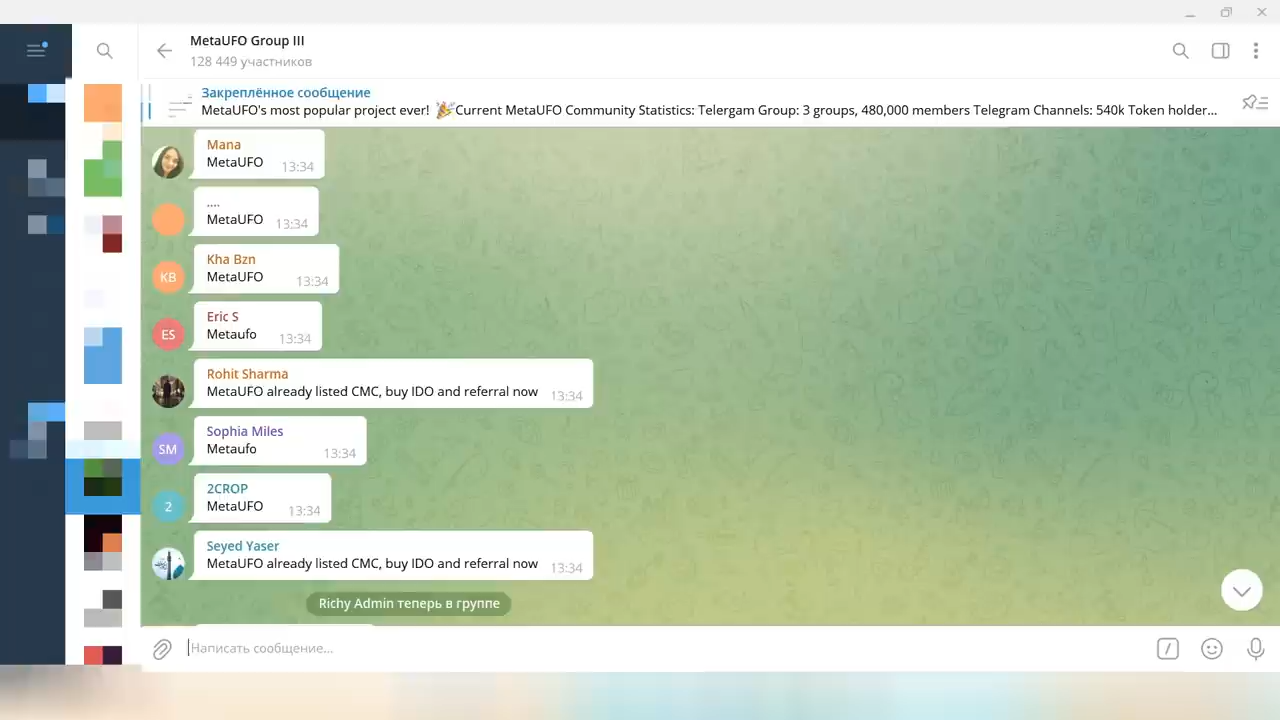 MetaUFO Group III
128 449 участников
Закреплённое сообщение
MetaUFO's most popular project ever! 🎉Current MetaUFO Community Statistics: Telergam Group: 3 groups, 480,000 members Telegram Channels: 540k Token holder...
Mana
MetaUFO 13:34
....
MetaUFO 13:34
KB
Kha Bzn
MetaUFO 13:34
ES
Eric S
Metaufo 13:34
Rohit Sharma
MetaUFO already listed CMC, buy IDO and referral now 13:34
SM
Sophia Miles
Metaufo 13:34
2
2CROP
MetaUFO 13:34
Seyed Yaser
MetaUFO already listed CMC, buy IDO and referral now 13:34
Richy Admin теперь в группе
Написать сообщение...